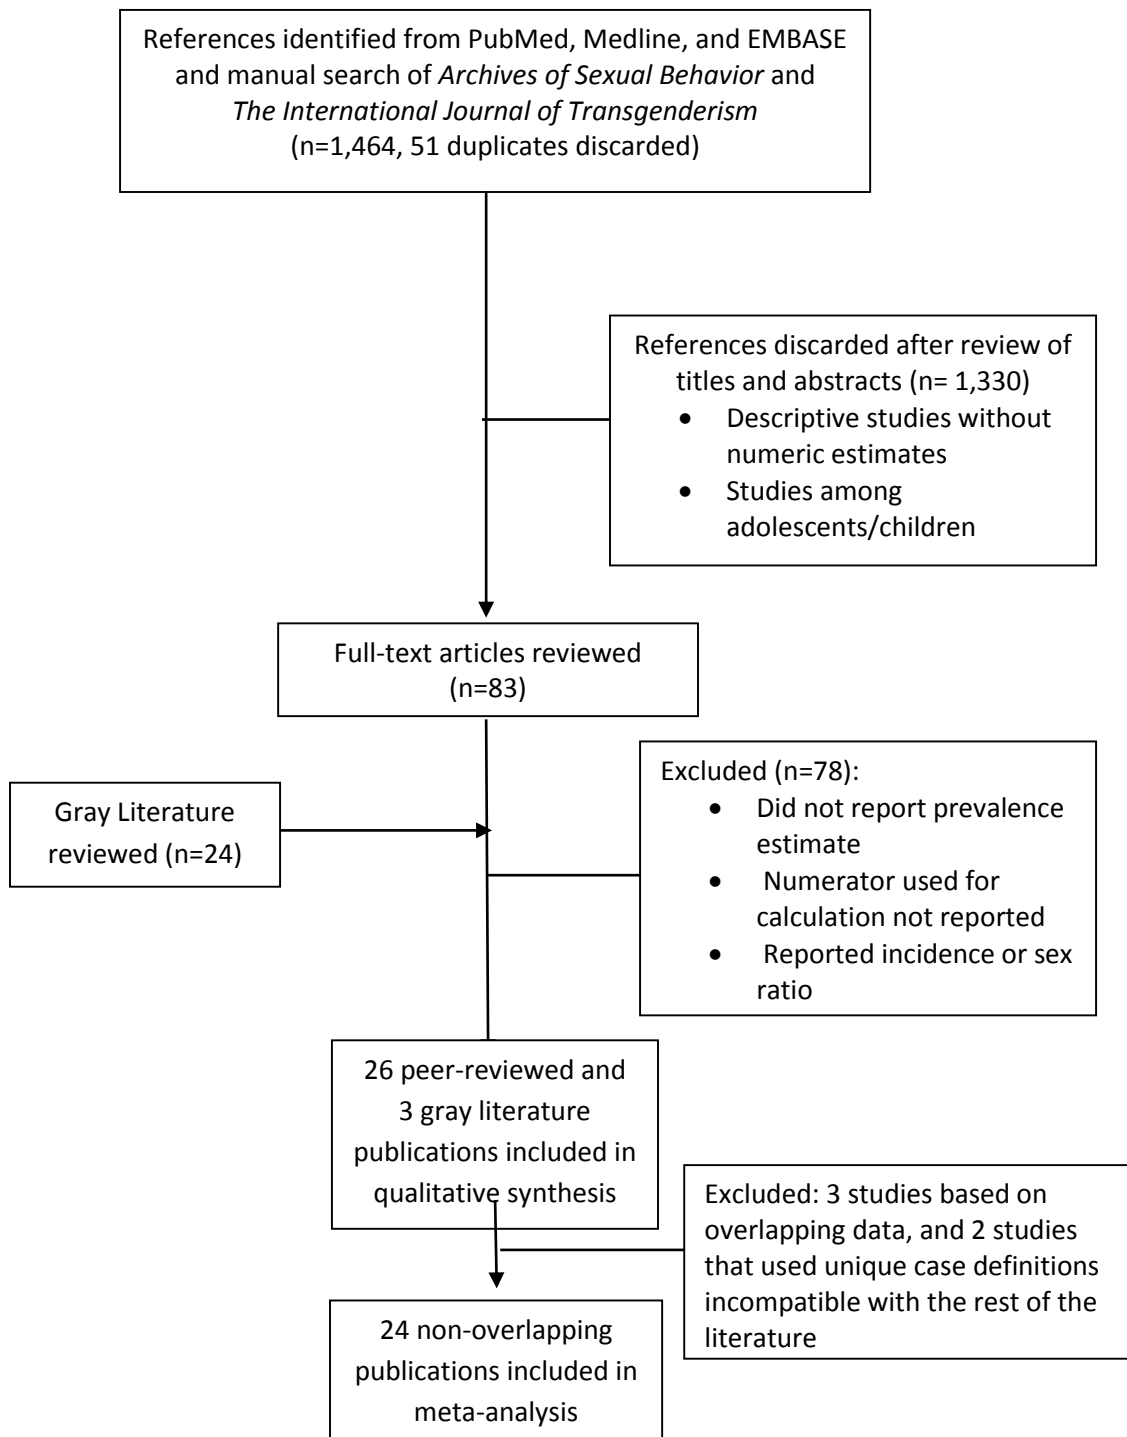 References identified from PubMed, Medline, and EMBASE
and manual search of Archives of Sexual Behavior and
The International Journal of Transgenderism
(n=1,464, 51 duplicates discarded)
References discarded after review of
titles and abstracts (n= 1,330)
• Descriptive studies without
numeric estimates
• Studies among
adolescents/children
Full-text articles reviewed
(n=83)
Gray Literature
reviewed (n=24)
Excluded (n=78):
• Did not report prevalence
estimate
• Numerator used for
calculation not reported
• Reported incidence or sex
ratio
26 peer-reviewed and
3 gray literature
publications included in
qualitative synthesis
Excluded: 3 studies based on
overlapping data, and 2 studies
that used unique case definitions
incompatible with the rest of the
literature
24 non-overlapping
publications included in
meta-analysis